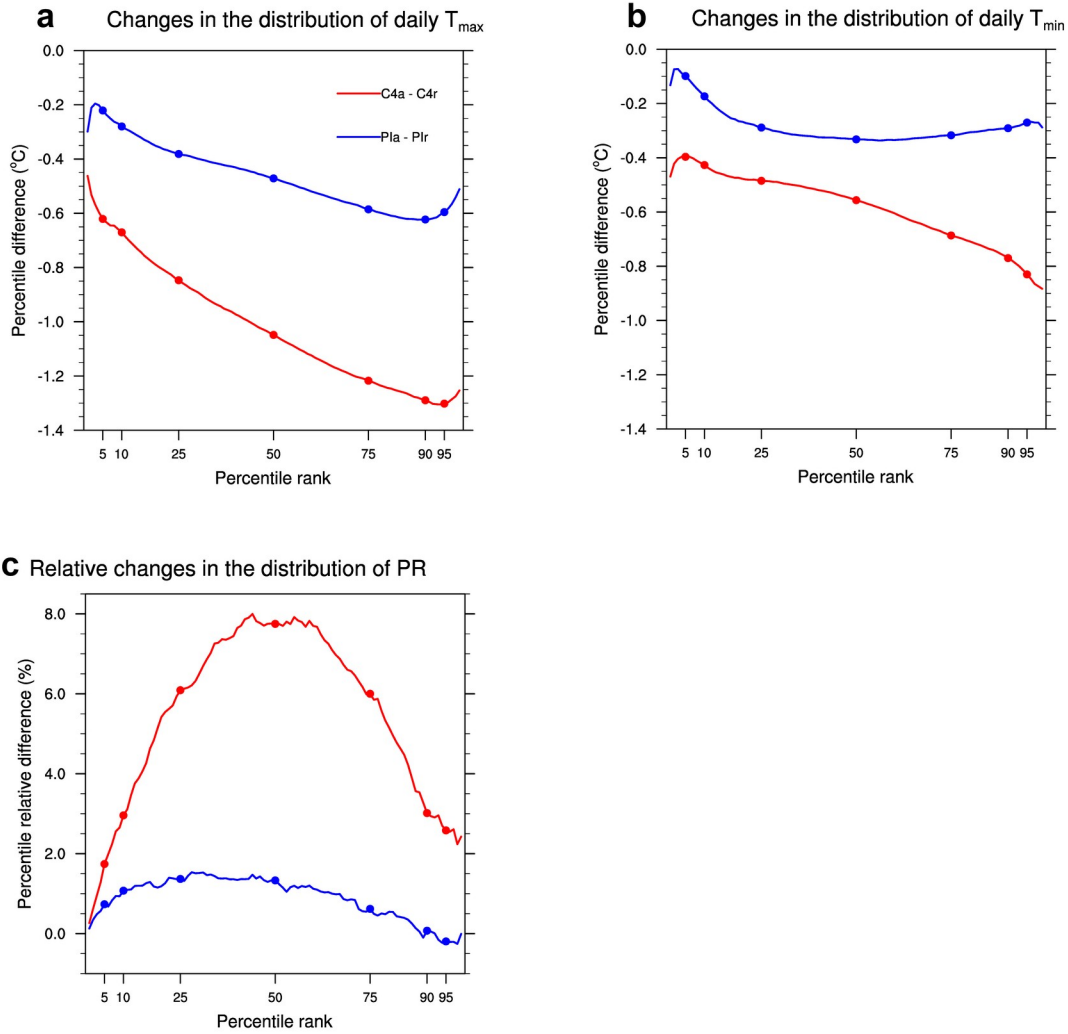 a Changes in the distribution of daily Tmax
0.0
-0.2
-0.4
-0.6
-0.8
-1.0
-1.2
-1.4
Percentile difference (°C)
C4a - C4r
PIa - PIr
5 10 25 50 75 90 95
Percentile rank
b Changes in the distribution of daily Tmin
0.0
-0.2
-0.4
-0.6
-0.8
-1.0
-1.2
-1.4
Percentile difference (°C)
5 10 25 50 75 90 95
Percentile rank
c Relative changes in the distribution of PR
8.0
6.0
4.0
2.0
0.0
Percentile relative difference (%)
5 10 25 50 75 90 95
Percentile rank